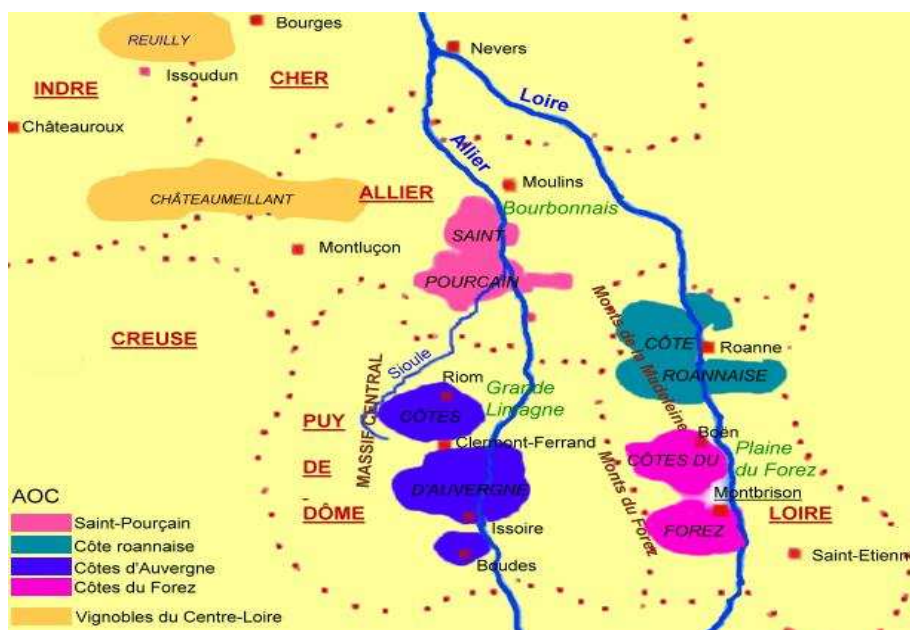 Bourges
REUILLY
Nevers
Issoudun
CHER
INDRE
Loire
Châteauroux
Allier
ALLIER
Moulins
CHÂTEAUMEILLANT
Bourbonnais
SAINT
Montluçon
POURCAIN
Monts de la Madeleine
CREUSE
CÔTE
Roanne
Sioule
ROANNAISE
MASSIF CENTRAL
Riom
Grande
Limagne
PUY
CÔTES
Clermont-Ferrand
Boën
Plaine
du Forez
CÔTES DU
DE
D'AUVERGNE
Monts du Forez
Montbrison
AOC
DÔME
LOIRE
Saint-Pourçain
Issoire
FOREZ
Côte roannaise
Saint-Etienn
Côtes d'Auvergne
Boudes
Côtes du Forez
Vignobles du Centre-Loire